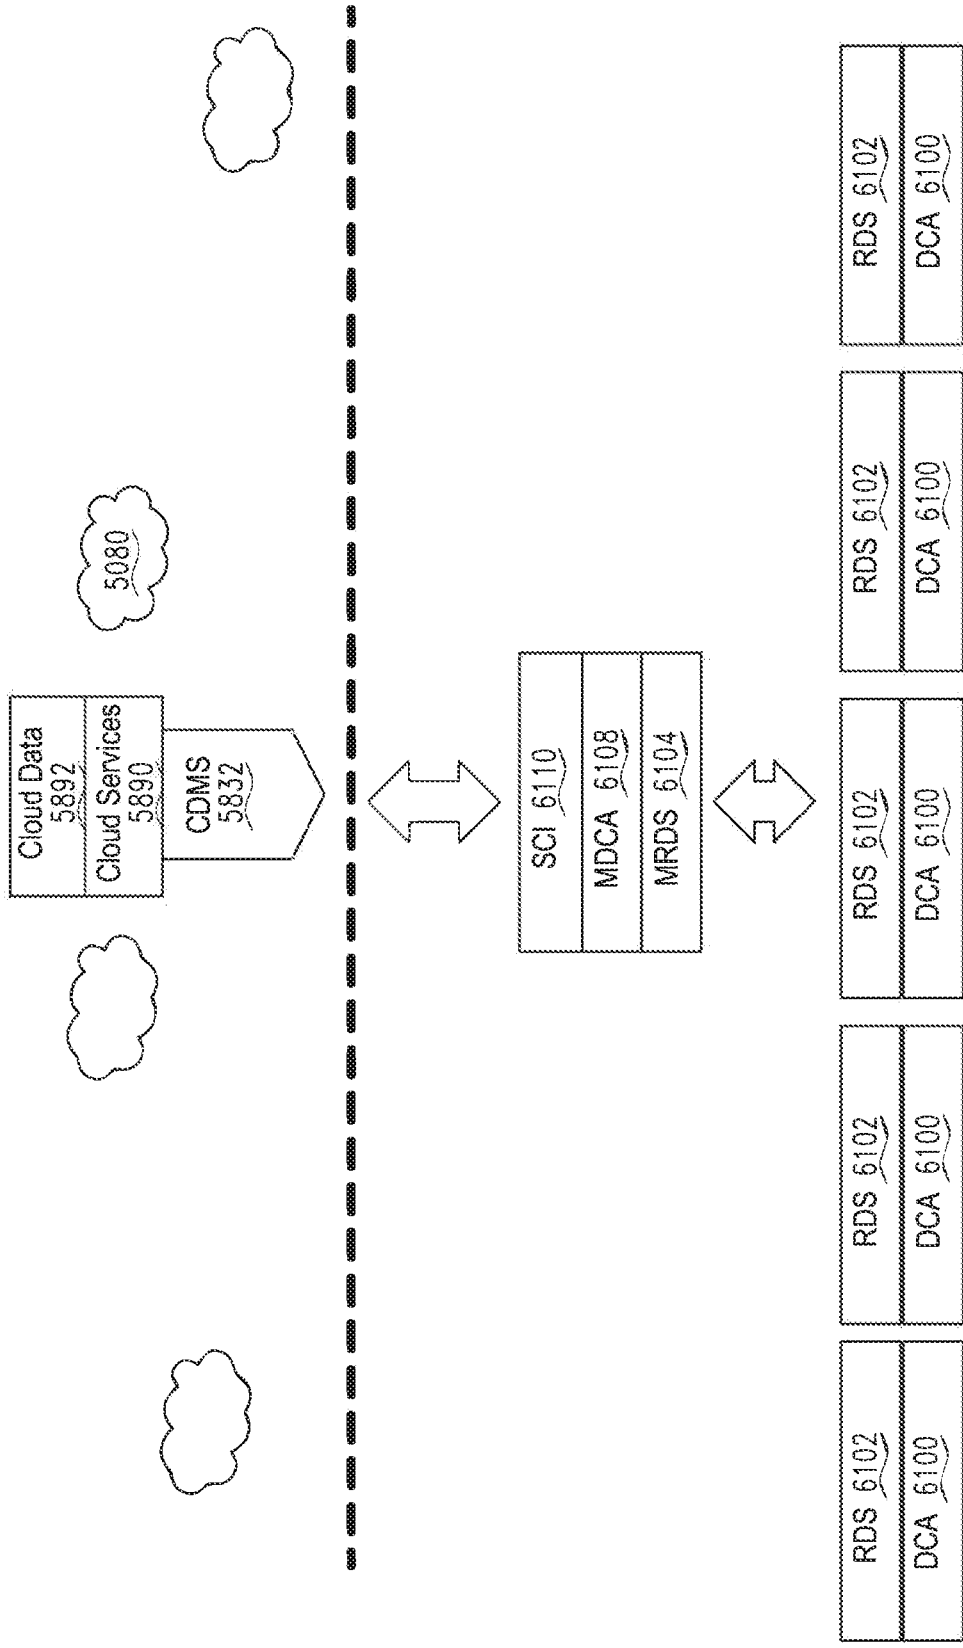 Cloud Data
5892
Cloud Services
5890
CDMS
5832
5080
SCI 6110
MDCA 6108
MRDS 6104
RDS 6102
DCA 6100
RDS 6102
DCA 6100
RDS 6102
DCA 6100
RDS 6102
DCA 6100
RDS 6102
DCA 6100